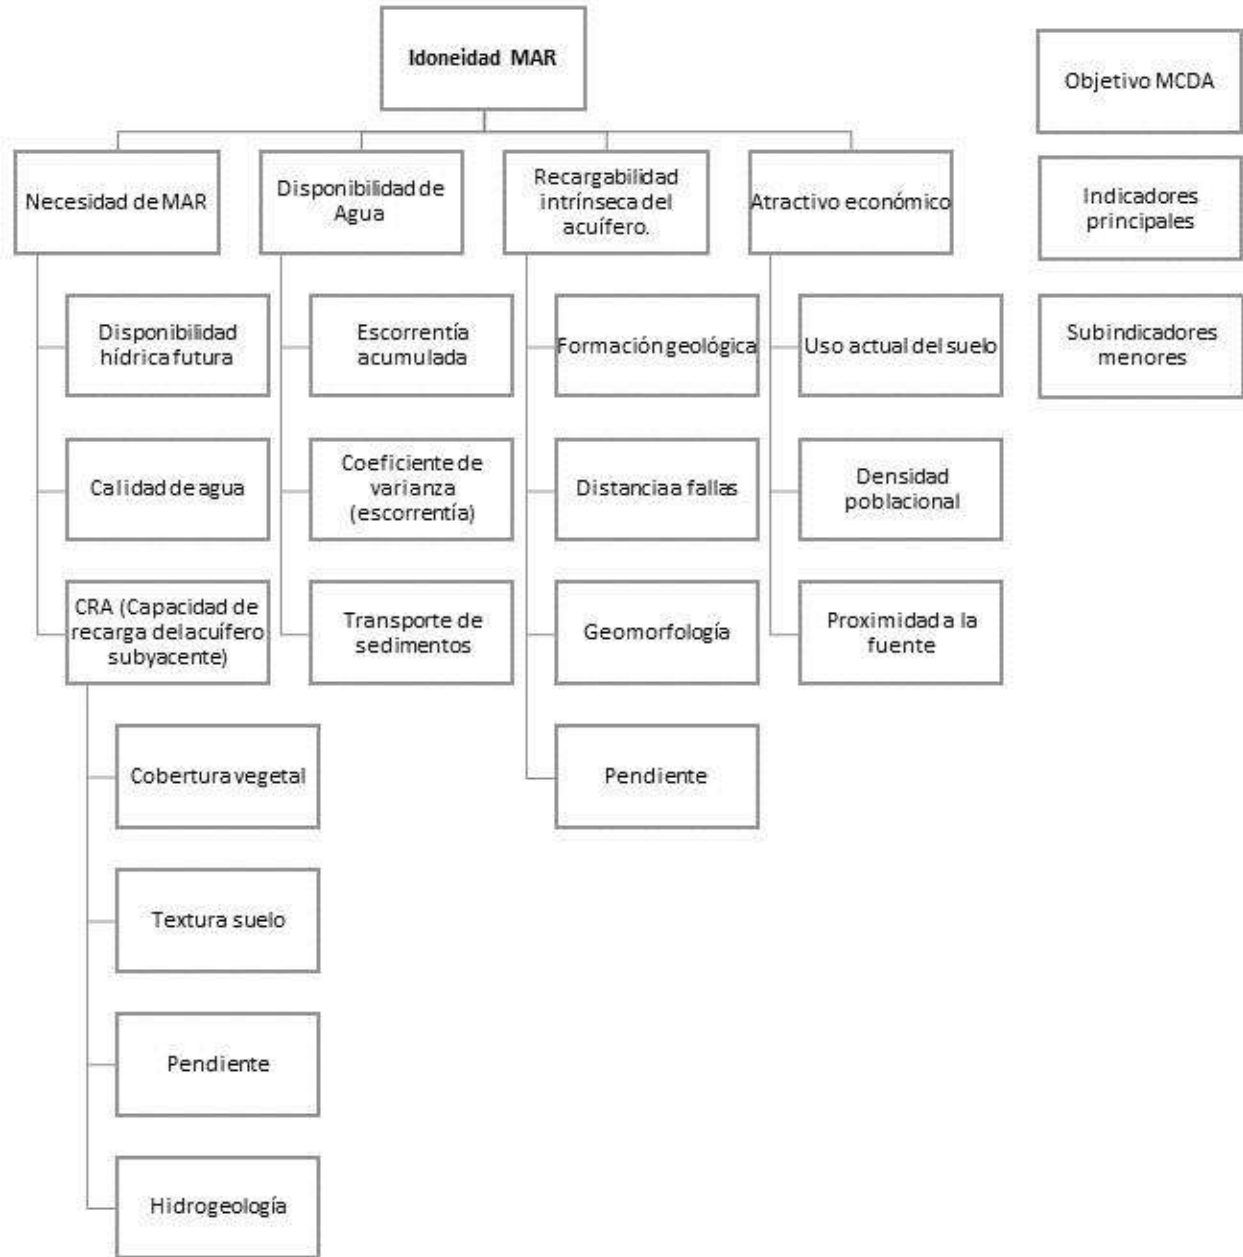 Idoneidad MAR
Objetivo MCDA
Necesidad de MAR
Disponibilidad de
Agua
Recargabilidad
intrínseca del
acuífero.
Atractivo económico
Indicadores
principales
Disponibilidad
hídrica futura
Escorrentía
acumulada
Formación geológica
Uso actual del suelo
Subindicadores
menores
Calidad de agua
Coeficiente de
varianza
(escorrentía)
Distancia a fallas
Densidad
poblacional
CRA (Capacidad de
recarga del acuífero
subyacente)
Transporte de
sedimentos
Geomorfología
Proximidad a la
fuente
Cobertura vegetal
Pendiente
Textura suelo
Pendiente
Hidrogeología